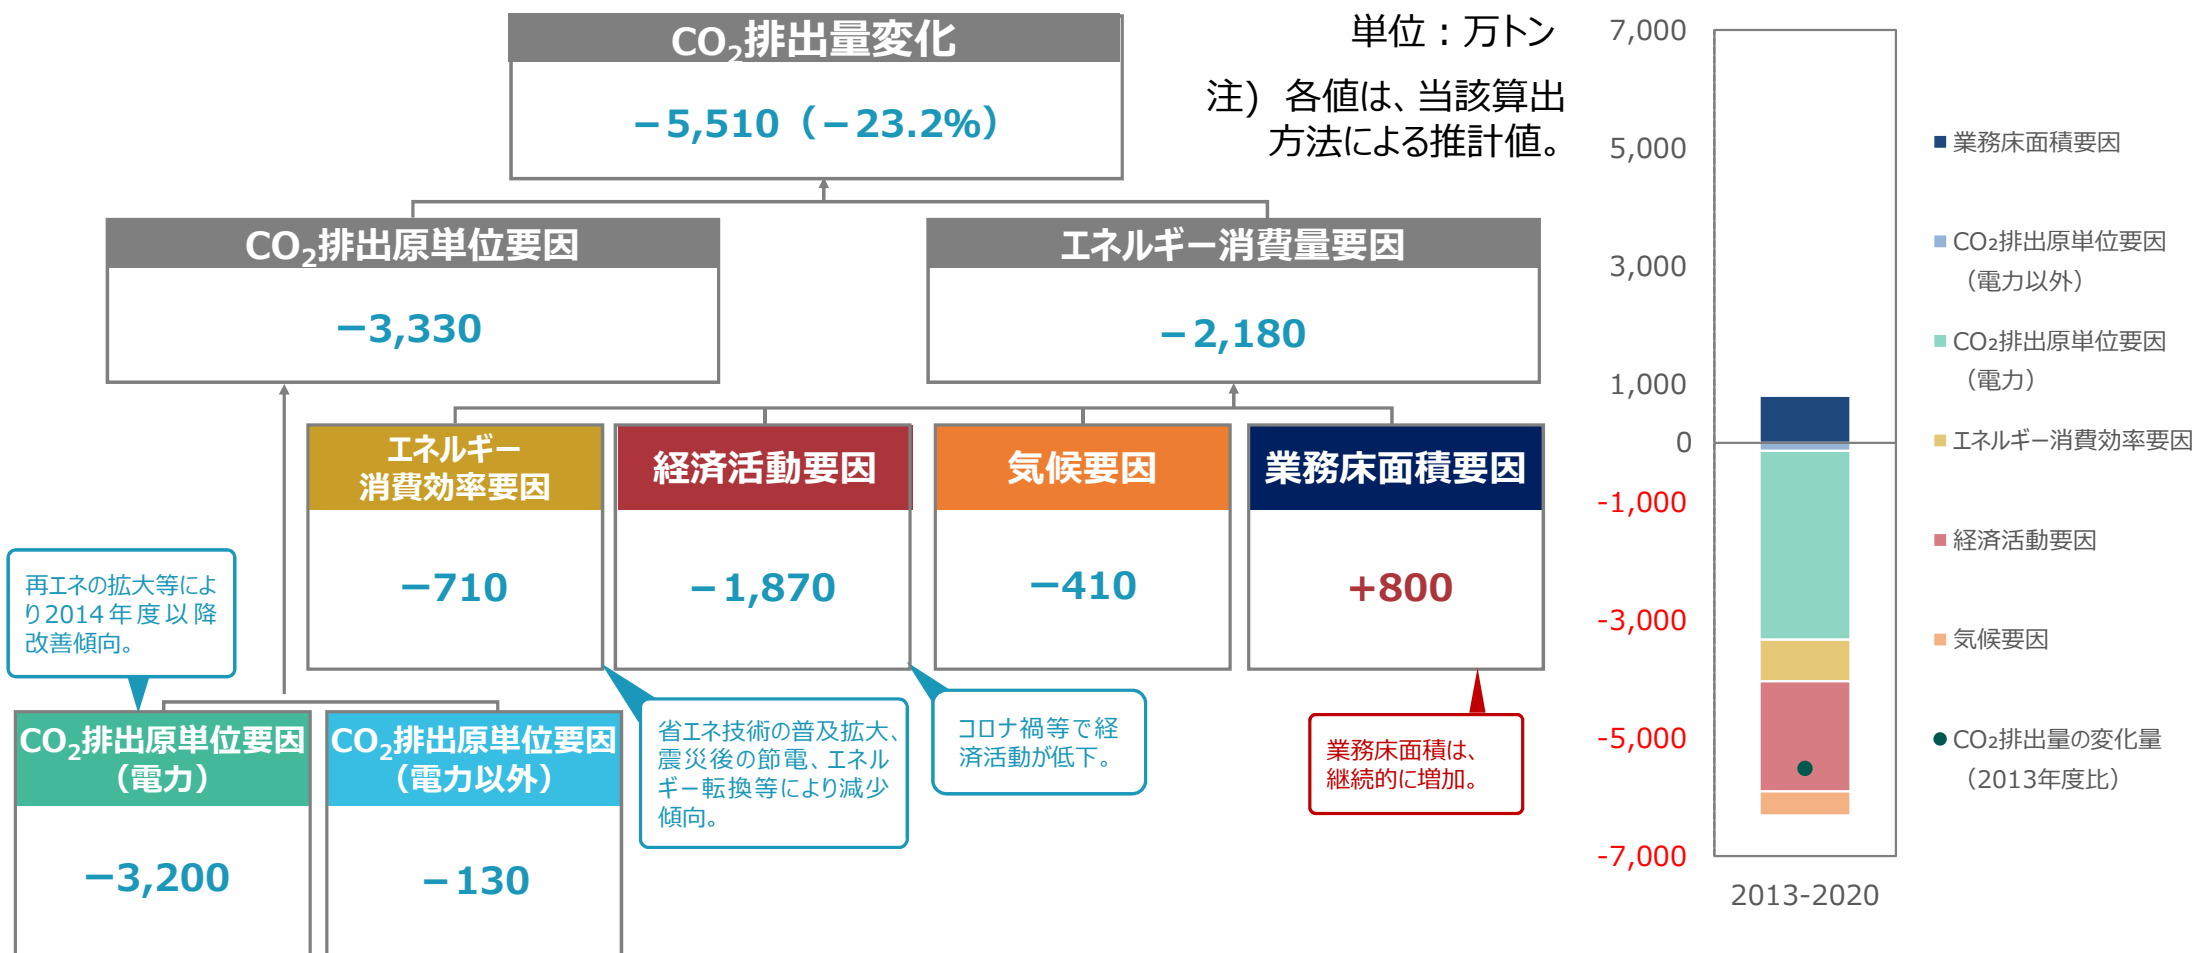 CO₂排出量変化
−5,510（−23.2%）
単位：万トン
注） 各値は、当該算出
方法による推計値。
CO₂排出原単位要因
−3,330
エネルギー消費量要因
−2,180
エネルギー
消費効率要因
−710
経済活動要因
−1,870
気候要因
−410
業務床面積要因
+800
再エネの拡大等によ
り2014年度以降
改善傾向。
省エネ技術の普及拡大、
震災後の節電、エネル
ギー転換等により減少
傾向。
コロナ禍等で経
済活動が低下。
業務床面積は、
継続的に増加。
CO₂排出原単位要因
（電力）
−3,200
CO₂排出原単位要因
（電力以外）
−130
7,000
5,000
3,000
1,000
0
-1,000
-3,000
-5,000
-7,000
2013-2020
業務床面積要因
CO₂排出原単位要因
（電力以外）
CO₂排出原単位要因
（電力）
エネルギー消費効率要因
経済活動要因
気候要因
CO₂排出量の変化量
（2013年度比）